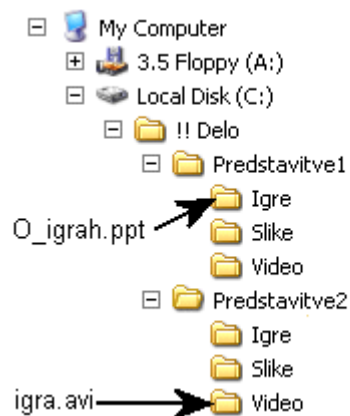 My Computer
3.5 Floppy (A:)
Local Disk (C:)
!! Delo
Predstavitve1
Igre
O_igrah.ppt
Slike
Video
Predstavitve2
Igre
Slike
igra.avi
Video